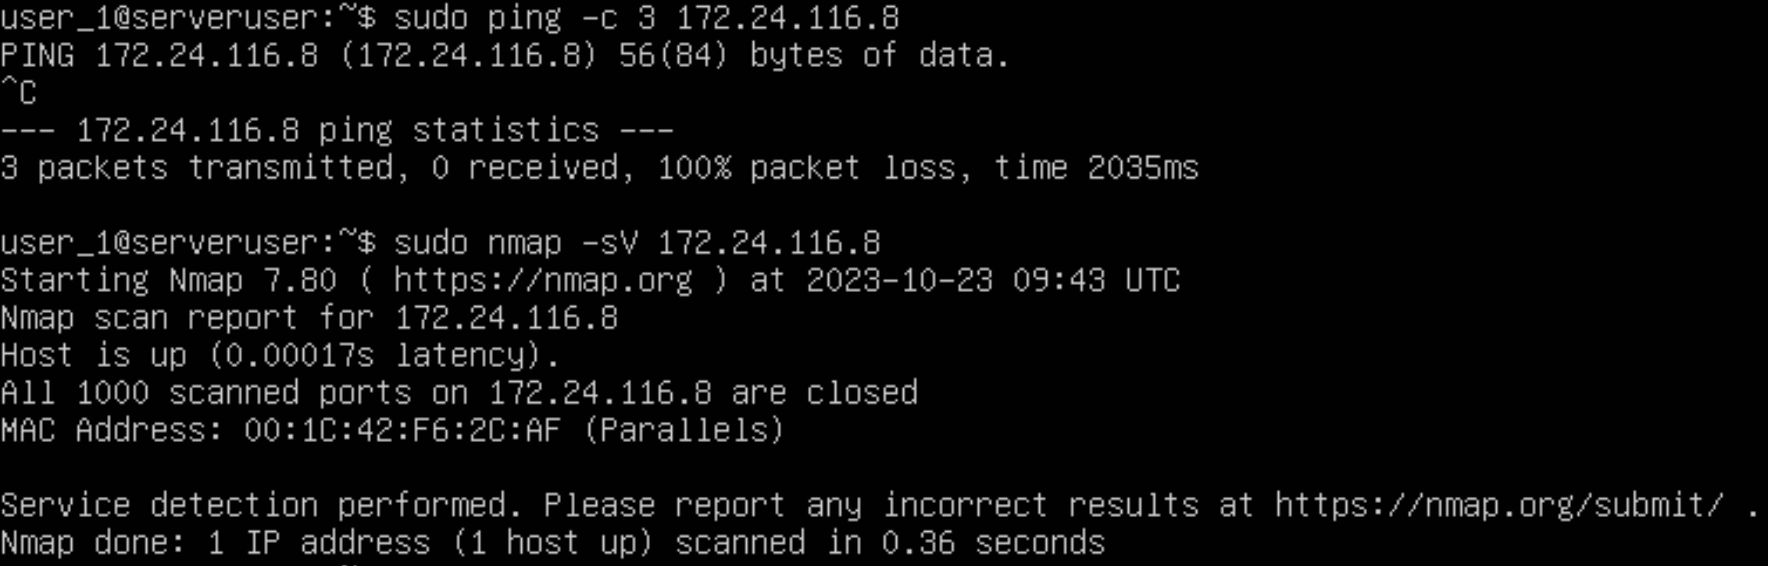 user_1@serveruser:~$ sudo ping -c 3 172.24.116.8
PING 172.24.116.8 (172.24.116.8) 56(84) bytes of data.
^C
--- 172.24.116.8 ping statistics ---
3 packets transmitted, 0 received, 100% packet loss, time 2035ms
user_1@serveruser:~$ sudo nmap -sV 172.24.116.8
Starting Nmap 7.80 ( https://nmap.org ) at 2023-10-23 09:43 UTC
Nmap scan report for 172.24.116.8
Host is up (0.00017s latency).
All 1000 scanned ports on 172.24.116.8 are closed
MAC Address: 00:1C:42:F6:2C:AF (Parallels)
Service detection performed. Please report any incorrect results at https://nmap.org/submit/ .
Nmap done: 1 IP address (1 host up) scanned in 0.36 seconds